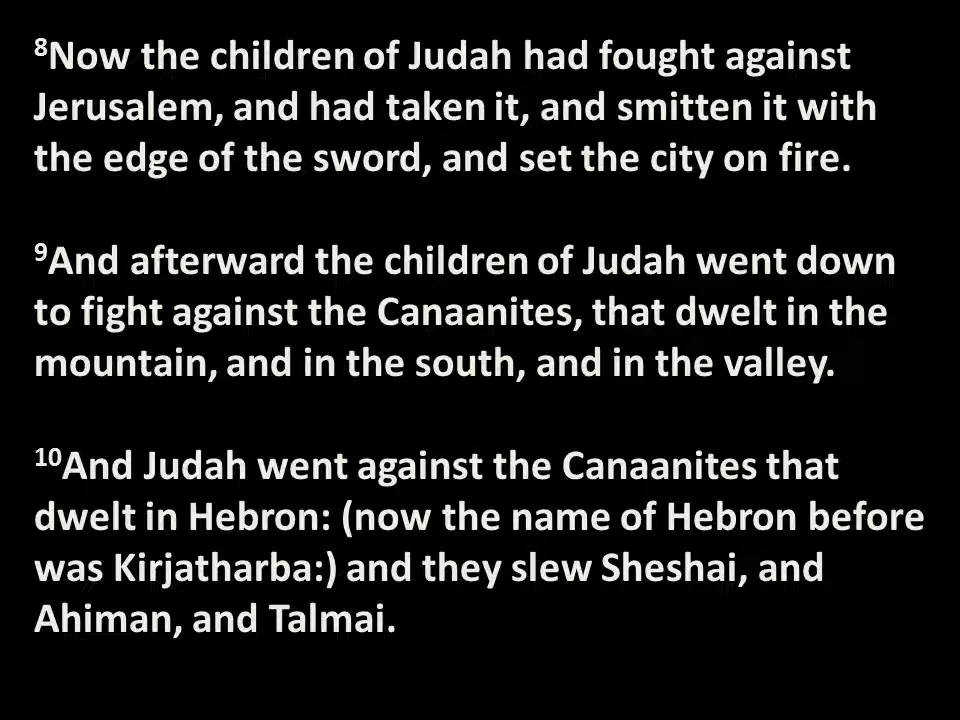 8Now the children of Judah had fought against
Jerusalem, and had taken it, and smitten it with
the edge of the sword, and set the city on fire.
9And afterward the children of Judah went down
to fight against the Canaanites, that dwelt in the
mountain, and in the south, and in the valley.
10And Judah went against the Canaanites that
dwelt in Hebron: (now the name of Hebron before
was Kirjatharba:) and they slew Sheshai, and
Ahiman, and Talmai.